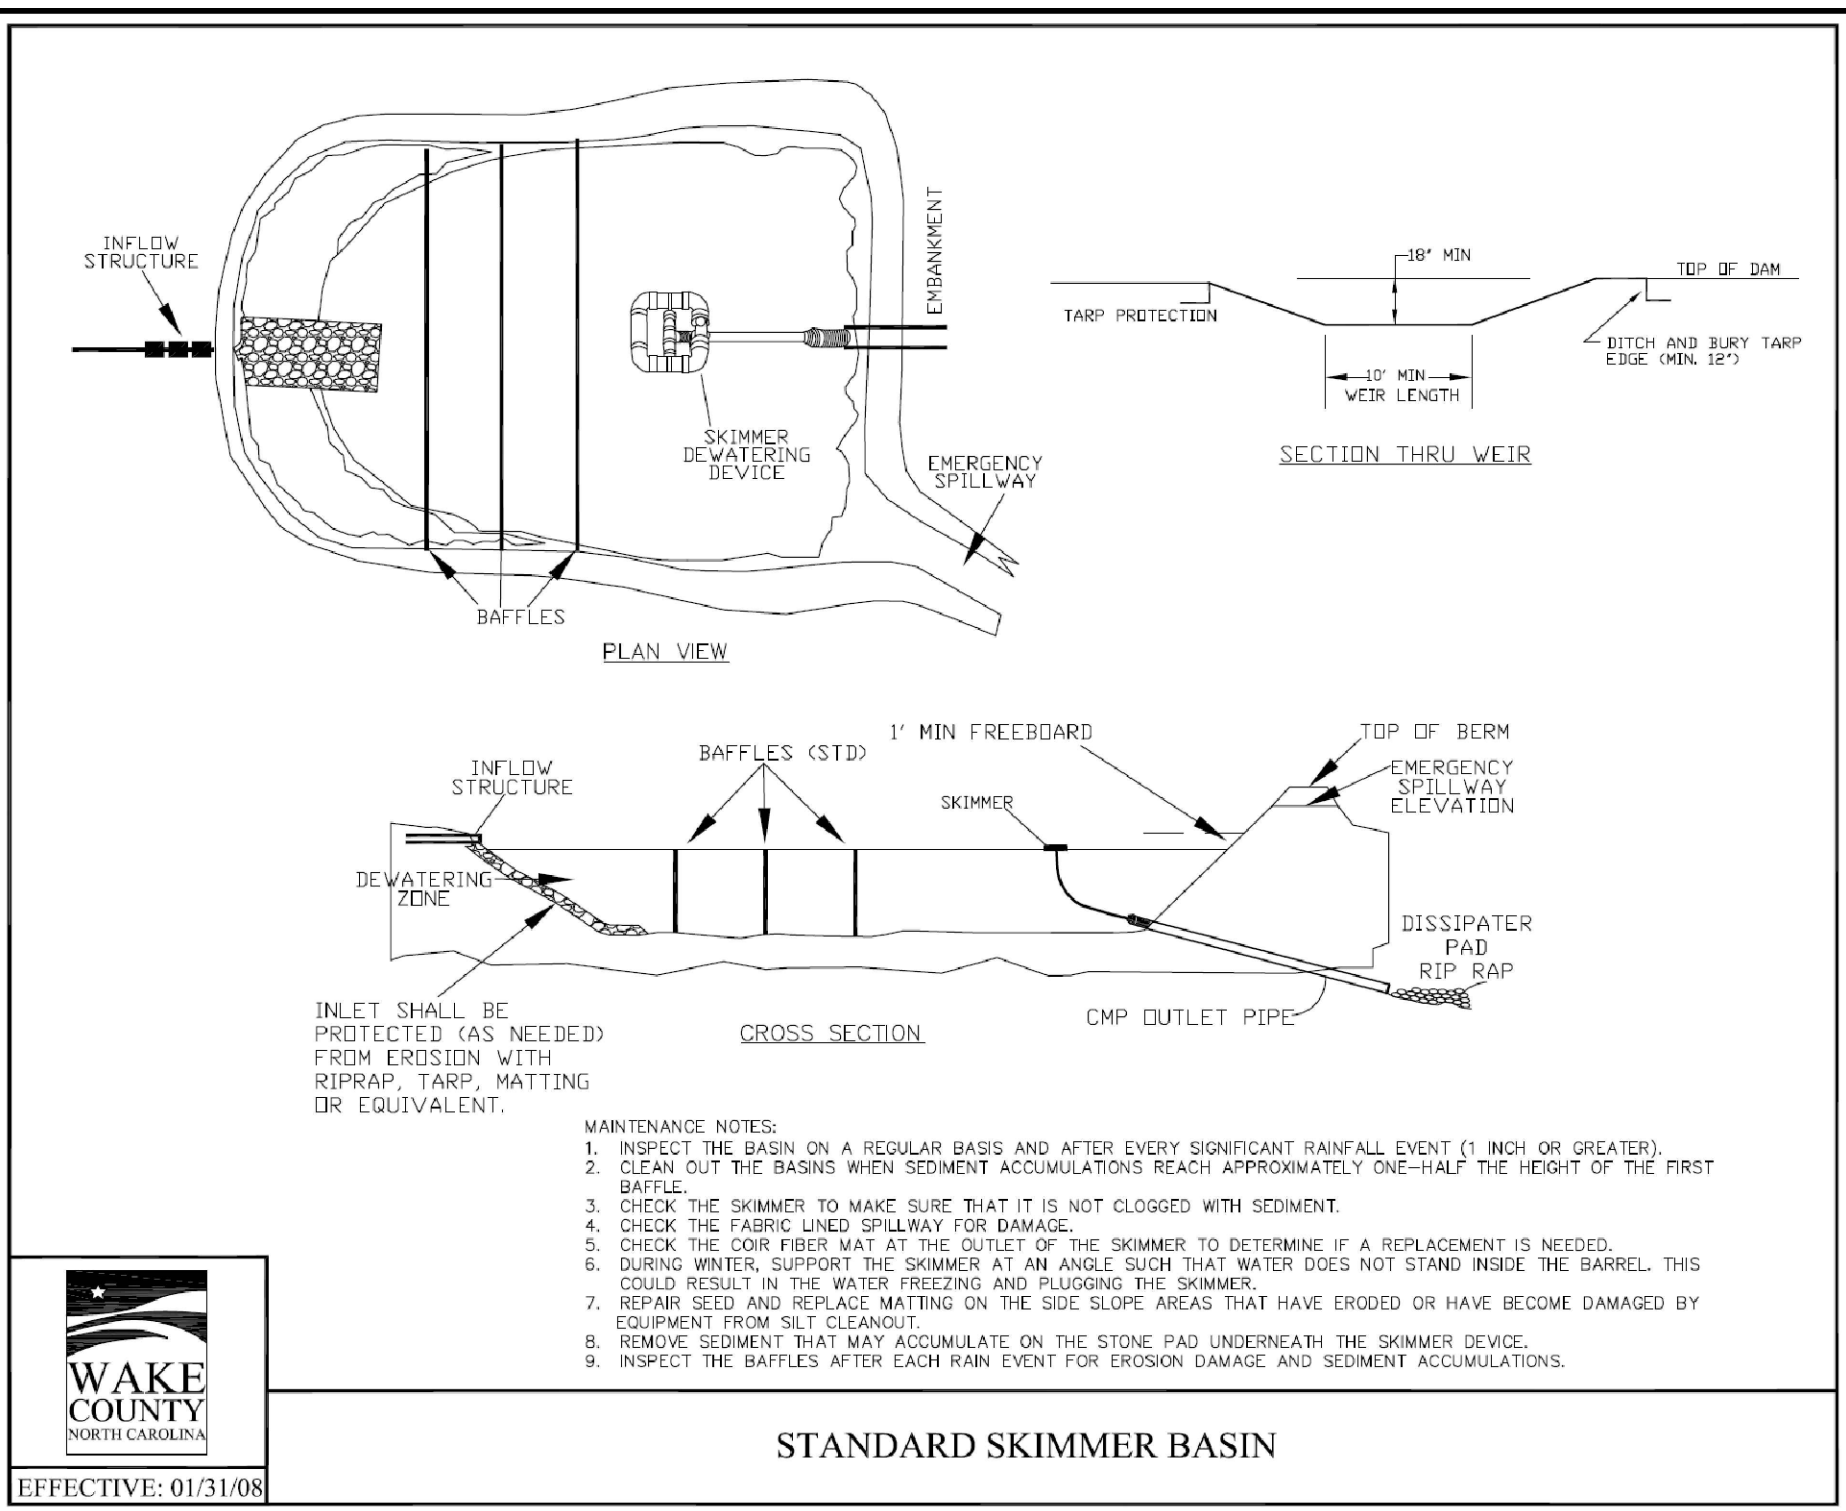 INFLOW
STRUCTURE
EMBANKMENT
SKIMMER
DEWATERING
DEVICE
EMERGENCY
SPILLWAY
BAFFLES
PLAN VIEW
18" MIN
TOP OF DAM
TARP PROTECTION
DITCH AND BURY TARP
EDGE (MIN. 12")
10' MIN
WEIR LENGTH
SECTION THRU WEIR
1' MIN FREEBOARD
TOP OF BERM
BAFFLES (STD)
INFLOW
STRUCTURE
EMERGENCY
SPILLWAY
ELEVATION
SKIMMER
DEWATERING
ZONE
DISSIPATER
PAD
RIP RAP
INLET SHALL BE
PROTECTED (AS NEEDED)
FROM EROSION WITH
RIPRAP, TARP, MATTING
OR EQUIVALENT.
CMP OUTLET PIPE
CROSS SECTION
MAINTENANCE NOTES:
1. INSPECT THE BASIN ON A REGULAR BASIS AND AFTER EVERY SIGNIFICANT RAINFALL EVENT (1 INCH OR GREATER).
2. CLEAN OUT THE BASINS WHEN SEDIMENT ACCUMULATIONS REACH APPROXIMATELY ONE-HALF THE HEIGHT OF THE FIRST
BAFFLE.
3. CHECK THE SKIMMER TO MAKE SURE THAT IT IS NOT CLOGGED WITH SEDIMENT.
4. CHECK THE FABRIC LINED SPILLWAY FOR DAMAGE.
5. CHECK THE COIR FIBER MAT AT THE OUTLET OF THE SKIMMER TO DETERMINE IF A REPLACEMENT IS NEEDED.
6. DURING WINTER, SUPPORT THE SKIMMER AT AN ANGLE SUCH THAT WATER DOES NOT STAND INSIDE THE BARREL. THIS
COULD RESULT IN THE WATER FREEZING AND PLUGGING THE SKIMMER.
7. REPAIR SEED AND REPLACE MATTING ON THE SIDE SLOPE AREAS THAT HAVE ERODED OR HAVE BECOME DAMAGED BY
EQUIPMENT FROM SILT CLEANOUT.
8. REMOVE SEDIMENT THAT MAY ACCUMULATE ON THE STONE PAD UNDERNEATH THE SKIMMER DEVICE.
9. INSPECT THE BAFFLES AFTER EACH RAIN EVENT FOR EROSION DAMAGE AND SEDIMENT ACCUMULATIONS.
WAKE
COUNTY
NORTH CAROLINA
EFFECTIVE: 01/31/08
STANDARD SKIMMER BASIN